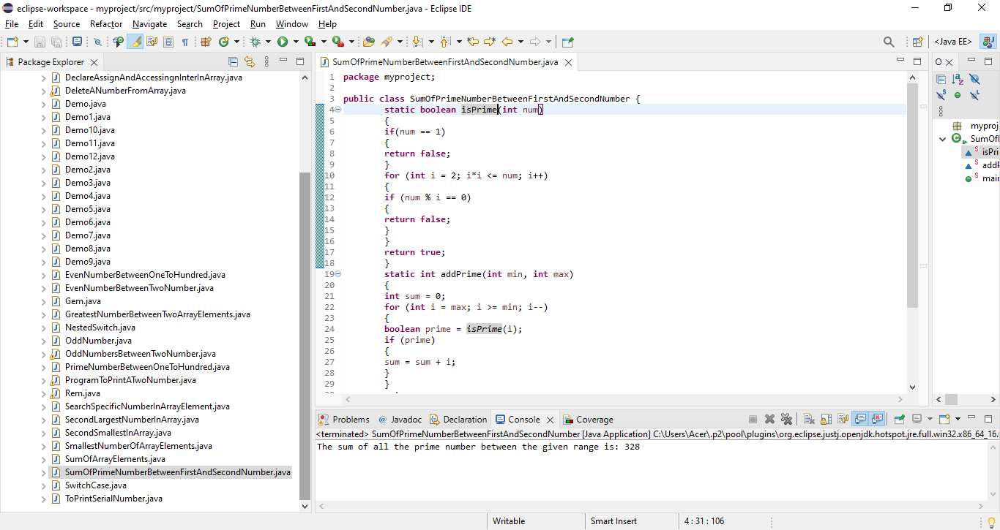 eclipse-workspace - myproject/src/myproject/SumOfPrimeNumberBetweenFirstAndSecondNumber.java - Eclipse IDE
File Edit Source Refactor Navigate Search Project Run Window Help
<Java EE>
Package Explorer
DeclareAssignAndAccessingnInterInArray.java
DeleteANumberFromArray.java
Demo.java
Demo1.java
Demo10.java
Demo11.java
Demo12.java
Demo2.java
Demo3.java
Demo4.java
Demo5.java
Demo6.java
Demo7.java
Demo8.java
Demo9.java
EvenNumberBetweenOneToHundred.java
EvenNumberBetweenTwoNumber.java
Gem.java
GreatestNumberBetweenTwoArrayElements.java
NestedSwitch.java
OddNumber.java
OddNumbersBetweenTwoNumber.java
PrimeNumberBetweenOneToHundred.java
ProgramToPrintATwoNumber.java
Rem.java
SearchSpecificNumberInArrayElement.java
SecondLargestNumberInArray.java
SecondSmallestInArray.java
SmallestNumberOfArrayElements.java
SumOfArrayElements.java
SumOfPrimeNumberBetweenFirstAndSecondNumber.java
SwitchCase.java
ToPrintSerialNumber.java
SumOfPrimeNumberBetweenFirstAndSecondNumber.java
1 package myproject;
2
3 public class SumOfPrimeNumberBetweenFirstAndSecondNumber {
4 static boolean isPrime(int num)
5 {
6 if(num == 1)
7 {
8 return false;
9 }
10 for (int i = 2; i*i <= num; i++)
11 {
12 if (num % i == 0)
13 {
14 return false;
15 }
16 }
17 return true;
18 }
19 static int addPrime(int min, int max)
20 {
21 int sum = 0;
22 for (int i = max; i >= min; i--)
23 {
24 boolean prime = isPrime(i);
25 if (prime)
26 {
27 sum = sum + i;
28 }
29 }
O
myproj
SumOf
isPri
addP
main
Problems @ Javadoc Declaration Console Coverage
<terminated> SumOfPrimeNumberBetweenFirstAndSecondNumber [Java Application] C:\Users\Acer\.p2\pool\plugins\org.eclipse.justj.openjdk.hotspot.jre.full.win32.x86_64_16.
The sum of all the prime number between the given range is: 328
Writable Smart Insert 4 : 31 : 106